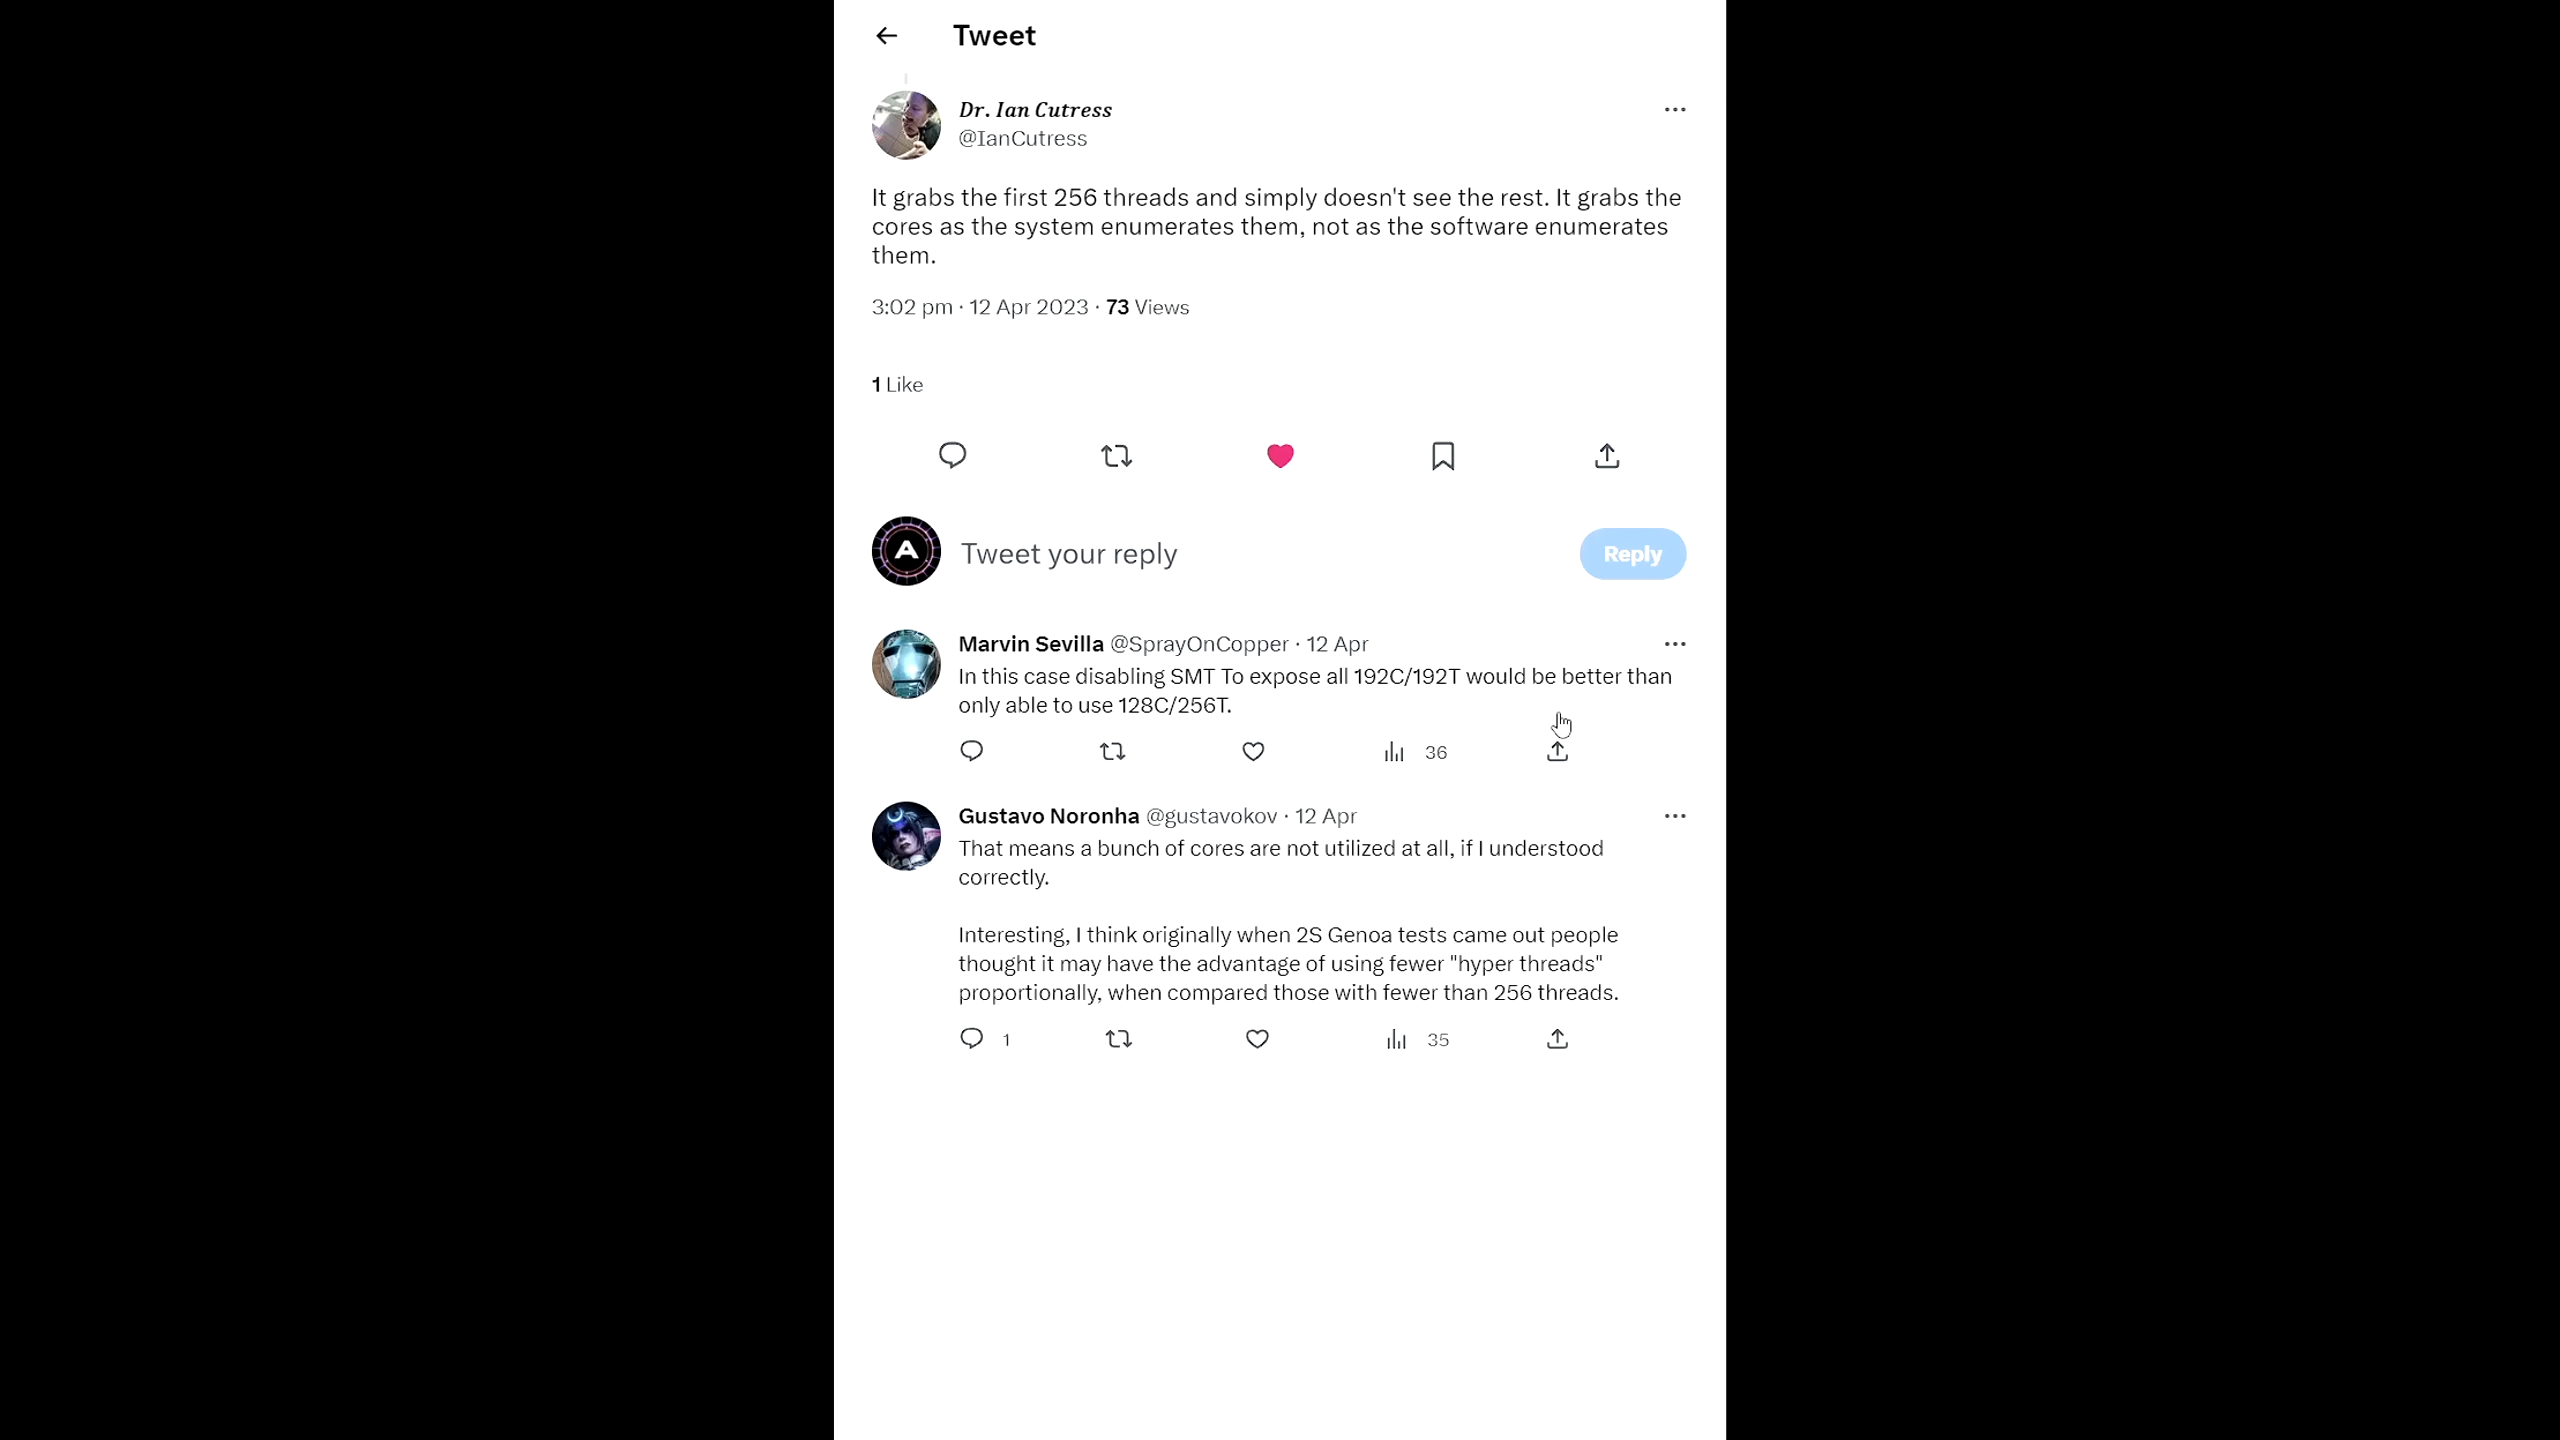 Tweet
Dr. Ian Cutress
@IanCutress
It grabs the first 256 threads and simply doesn't see the rest. It grabs the
cores as the system enumerates them, not as the software enumerates
them.
3:02 pm · 12 Apr 2023 · 73 Views
1 Like
A
Tweet your reply
Reply
Marvin Sevilla @SprayOnCopper · 12 Apr
In this case disabling SMT To expose all 192C/192T would be better than
only able to use 128C/256T.
36
Gustavo Noronha @gustavokov · 12 Apr
That means a bunch of cores are not utilized at all, if I understood
correctly.
Interesting, I think originally when 2S Genoa tests came out people
thought it may have the advantage of using fewer "hyper threads"
proportionally, when compared those with fewer than 256 threads.
1
35